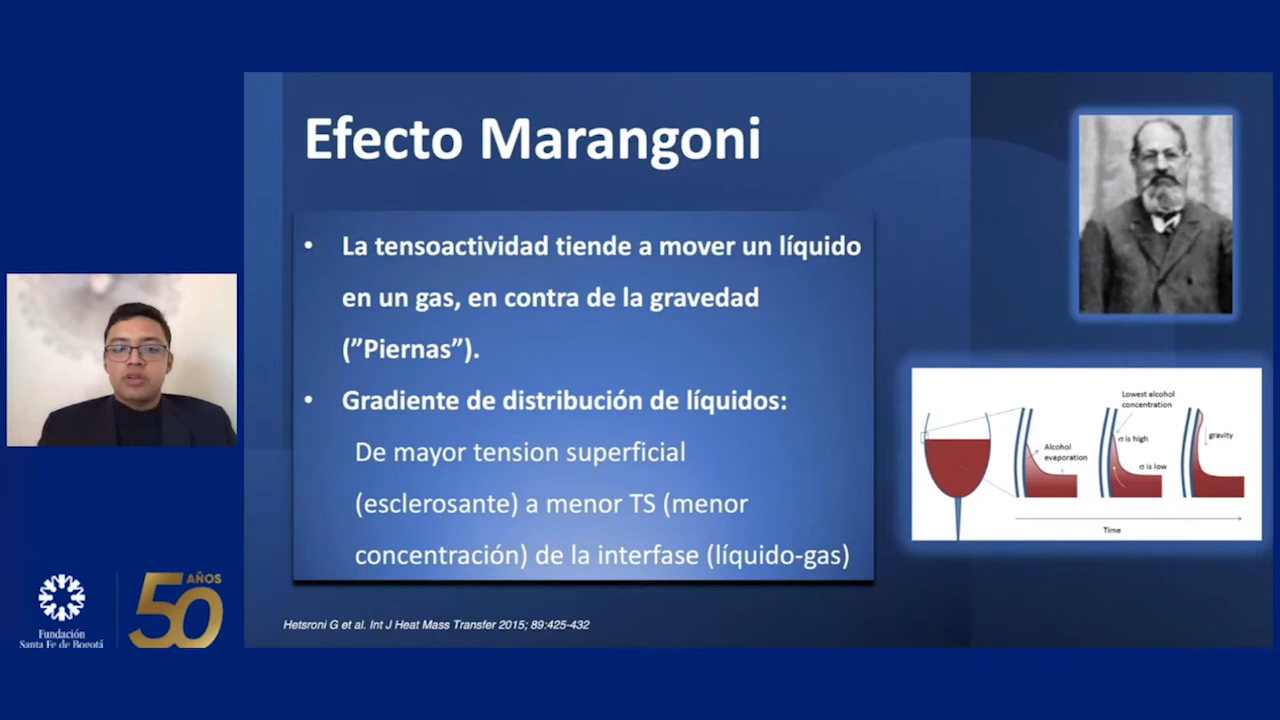 Efecto Marangoni
• La tensoactividad tiende a mover un líquido
en un gas, en contra de la gravedad
(”Piernas”).
• Gradiente de distribución de líquidos:
De mayor tension superficial
(esclerosante) a menor TS (menor
concentración) de la interfase (líquido-gas)
Hetsroni G et al. Int J Heat Mass Transfer 2015; 89:425-432
Lowest alcohol
concentration
Alcohol
evaporation
σ is high
σ is low
gravity
Time
Fundación
Santa Fe de Bogotá
50 AÑOS